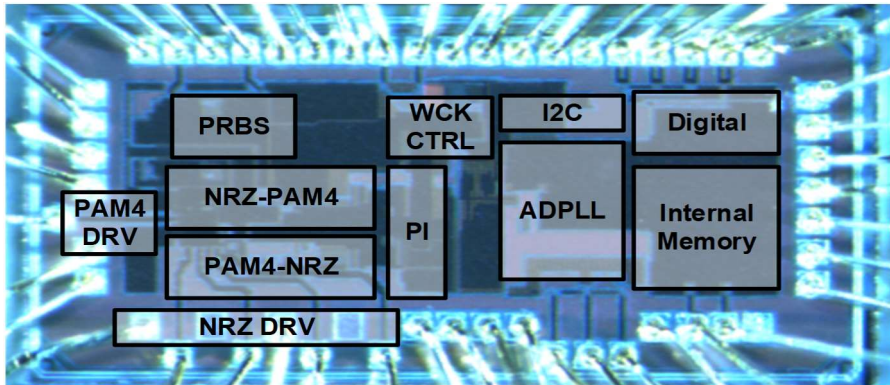 PRBS
WCK
CTRL
I2C
Digital
NRZ-PAM4
PAM4
DRV
PI
ADPLL
Internal
Memory
PAM4-NRZ
NRZ DRV